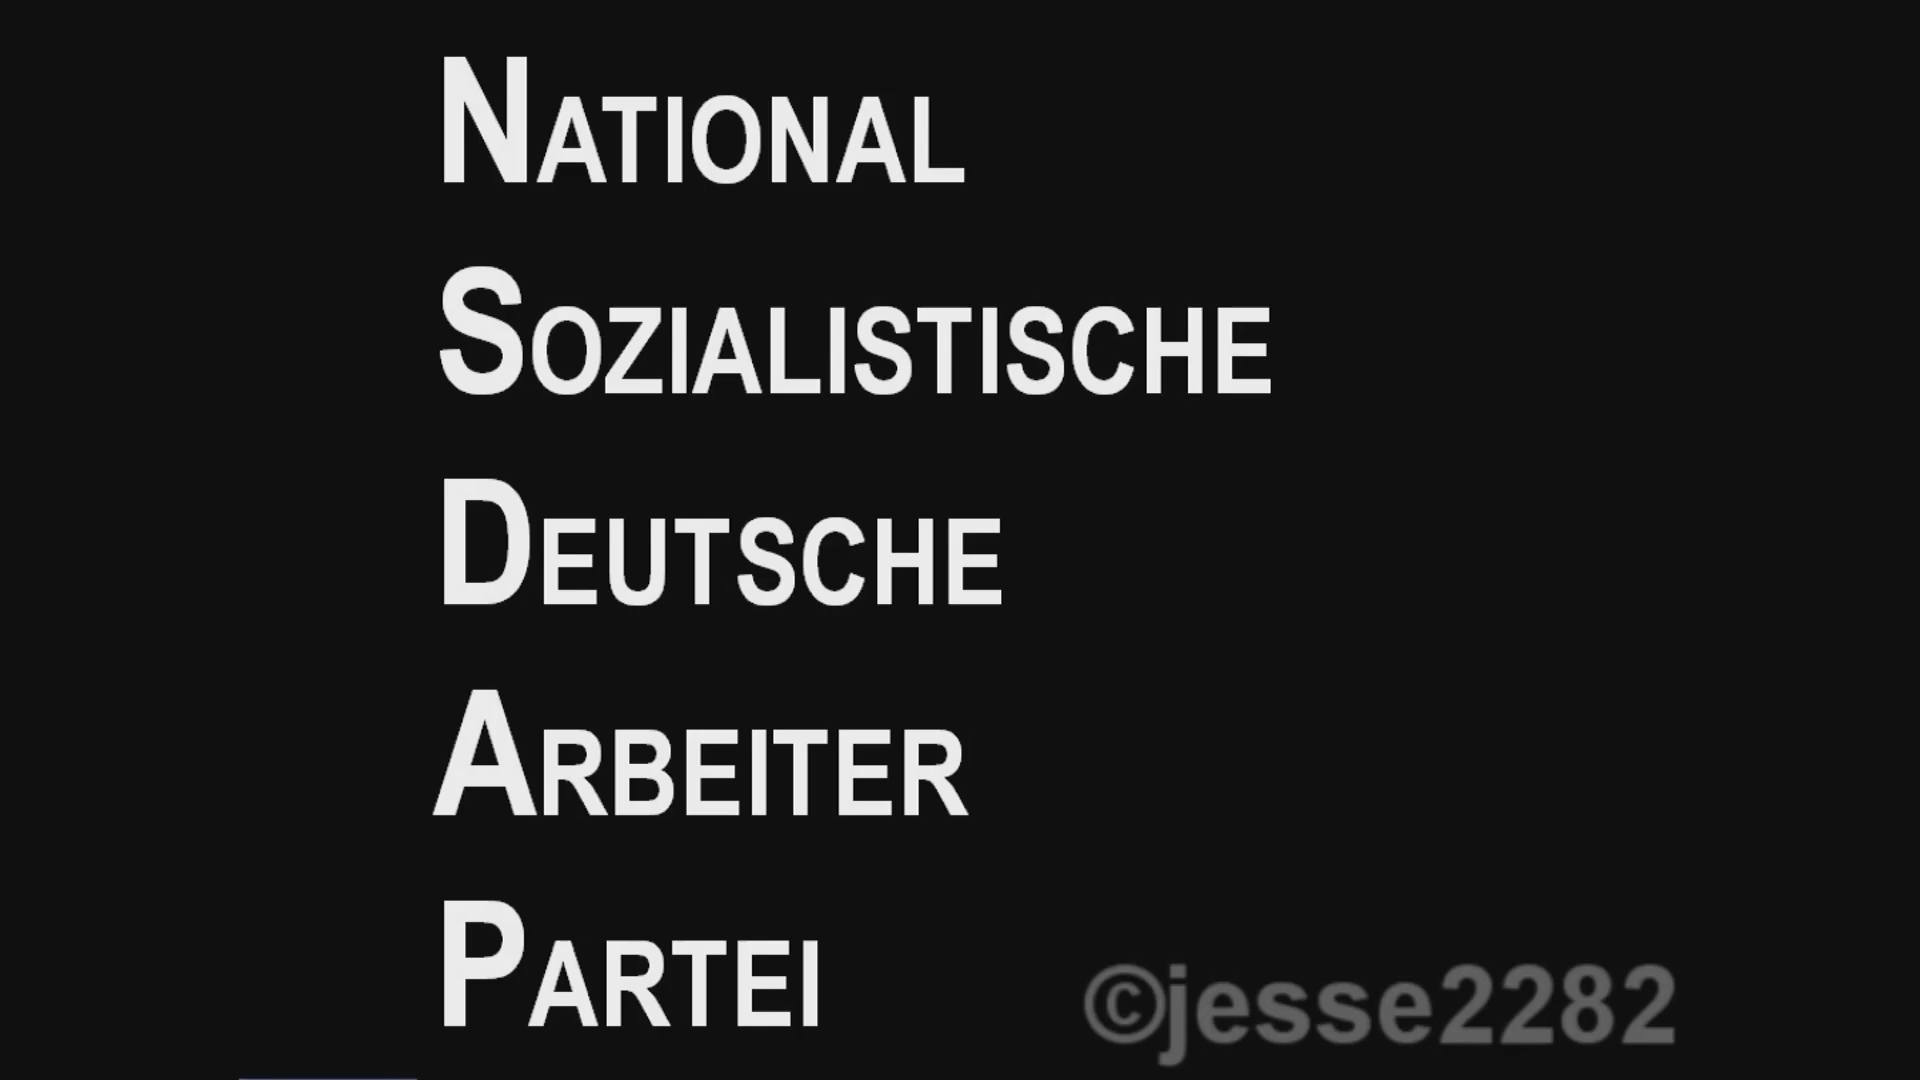 NATIONAL
SOZIALISTISCHE
DEUTSCHE
ARBEITER
PARTEI
©jesse2282